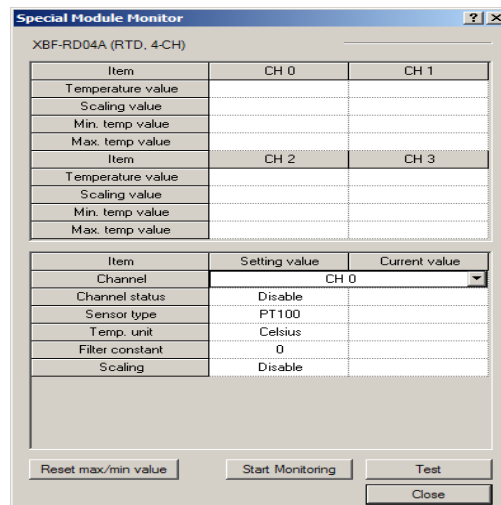 Special Module Monitor
XBF-RD04A (RTD, 4-CH)
Item CH 0 CH 1
Temperature value
Scaling value
Min. temp value
Max. temp value
Item CH 2 CH 3
Temperature value
Scaling value
Min. temp value
Max. temp value
Item Setting value Current value
Channel CH 0
Channel status Disable
Sensor type PT100
Temp. unit Celsius
Filter constant 0
Scaling Disable
Reset max/min value Start Monitoring Test
Close